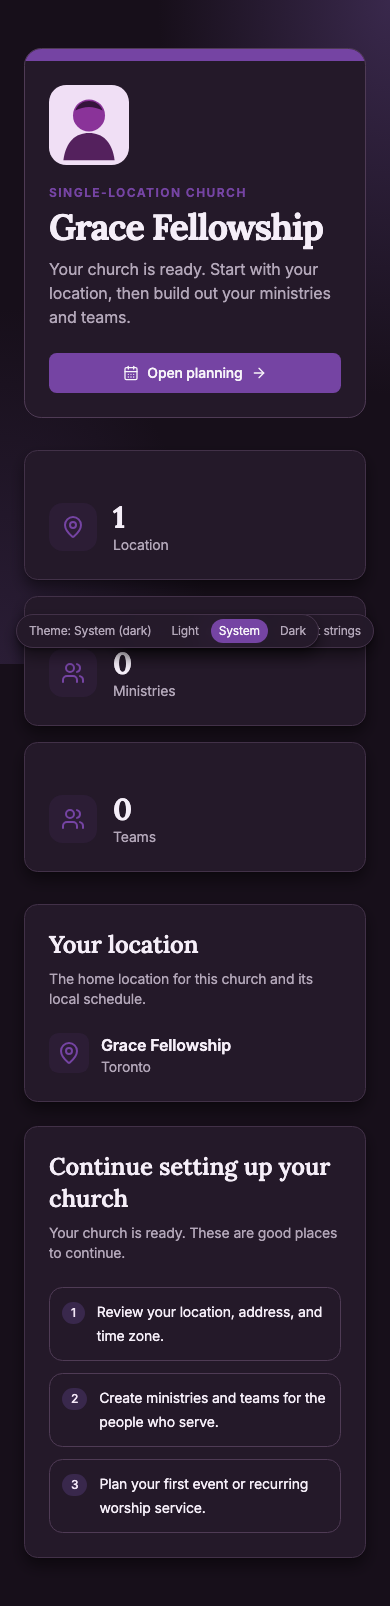 SINGLE-LOCATION CHURCH
Grace Fellowship
Your church is ready. Start with your
location, then build out your ministries
and teams.
Open planning
1
Location
Theme: System (dark) Light System Dark strings
0
Ministries
0
Teams
Your location
The home location for this church and its
local schedule.
Grace Fellowship
Toronto
Continue setting up your
church
Your church is ready. These are good places
to continue.
1 Review your location, address, and
time zone.
2 Create ministries and teams for the
people who serve.
3 Plan your first event or recurring
worship service.